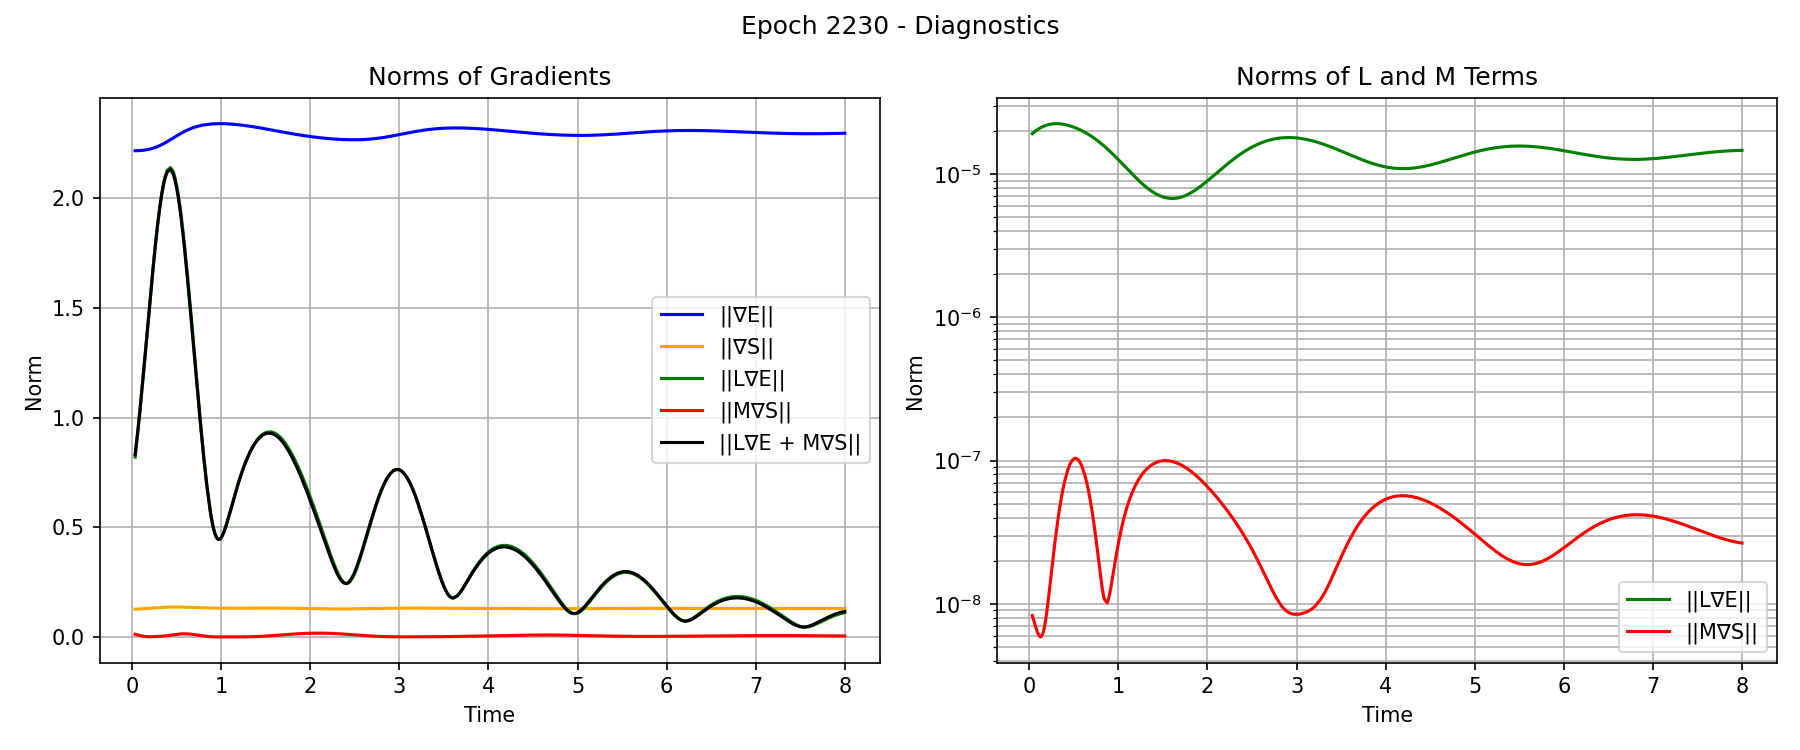 Epoch 2230 - Diagnostics
Norms of Gradients
Norm
2.0
1.5
1.0
0.5
0.0
0 1 2 3 4 5 6 7 8
Time
||∇E||
||∇S||
||L∇E||
||M∇S||
||L∇E + M∇S||
Norms of L and M Terms
Norm
10⁻⁵
10⁻⁶
10⁻⁷
10⁻⁸
0 1 2 3 4 5 6 7 8
Time
||L∇E||
||M∇S||